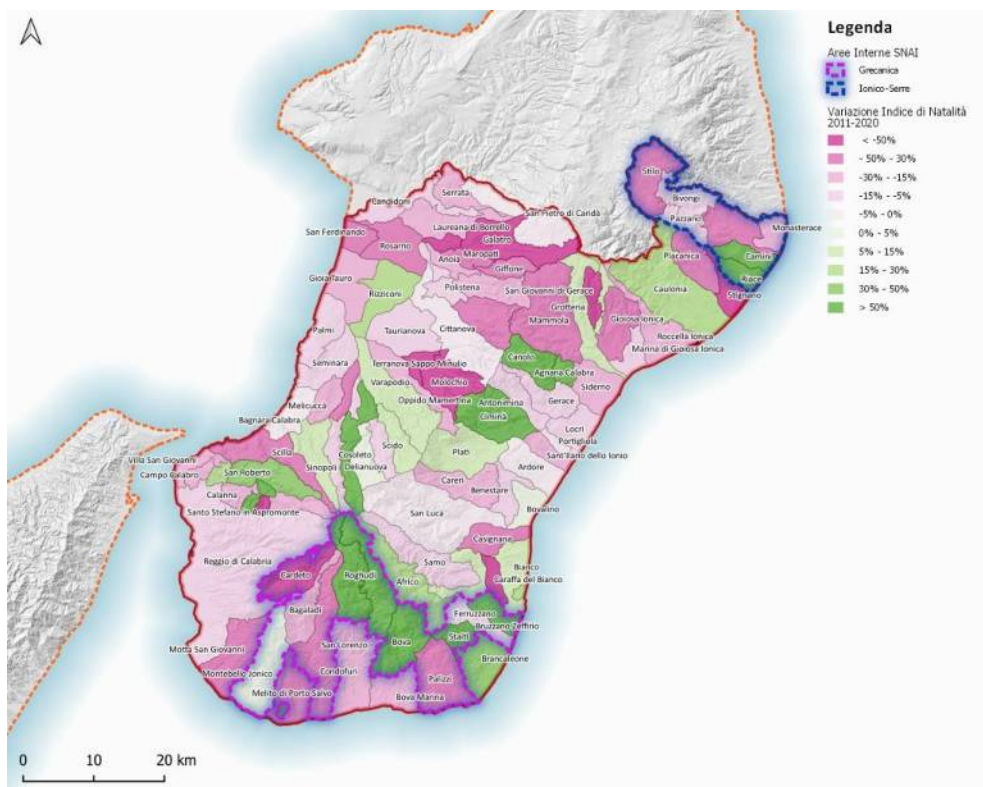 Legenda
Aree Interne SNAI
Grecanica
Ionico-Serre
Variazione Indice di Natalità
2011-2020
< -50%
- 50% - 30%
-30% - -15%
-15% - -5%
-5% - 0%
0% - 5%
5% - 15%
15% - 30%
30% - 50%
> 50%
Stilo
Bivongi
Pazzano
Monasterace
Camini
Riace
Stignano
Placanica
Caulonia
Serrata
Candidoni
San Pietro di Caridà
San Ferdinando
Laureana di Borrello
Galatro
Rosarno
Maropati
Anoia
Giffone
Gioia Tauro
Rizziconi
Polistena
San Giovanni di Gerace
Grotteria
Mammola
Gioiosa Ionica
Roccella Ionica
Marina di Gioiosa Ionica
Palmi
Taurianova
Cittanova
Canolo
Agnana Calabra
Siderno
Seminara
Terranova Sappo Minulio
Varapodio
Molochio
Oppido Mamertina
Antonimina
Gerace
Ciminà
Melicuccà
Bagnara Calabra
Locri
Portigliola
Sant'Ilario dello Ionio
Scilla
Sinopoli
Cosoleto
Delianuova
Scido
Platì
Ardore
Villa San Giovanni
Campo Calabro
San Roberto
Calanna
Careri
Benestare
Bovalino
Santo Stefano in Aspromonte
San Luca
Reggio di Calabria
Cardeto
Roghudi
Samo
Casignana
Bianco
Caraffa del Bianco
Africo
Bagaladi
Ferruzzano
Bruzzano Zeffirio
Staiti
Bova
Brancaleone
Motta San Giovanni
San Lorenzo
Montebello Jonico
Condofuri
Palizzi
Melito di Porto Salvo
Bova Marina
0 10 20 km